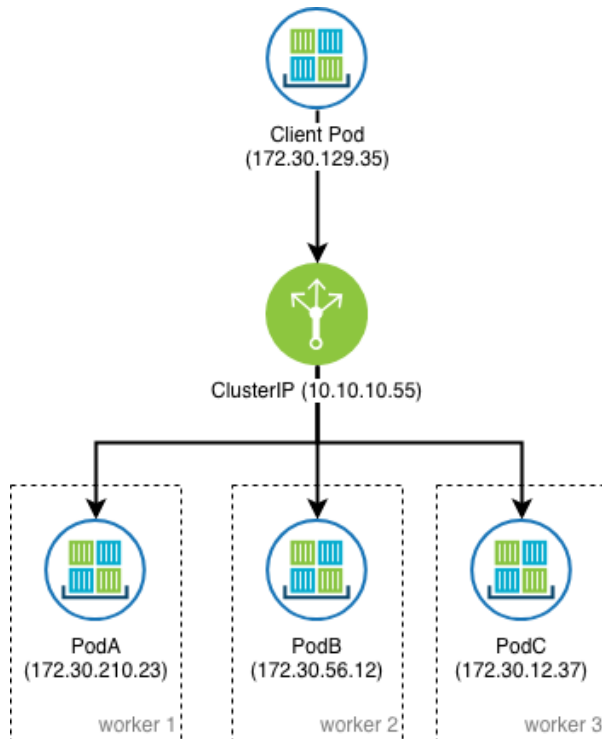 Client Pod
(172.30.129.35)
ClusterIP (10.10.10.55)
PodA
(172.30.210.23)
worker 1
PodB
(172.30.56.12)
worker 2
PodC
(172.30.12.37)
worker 3